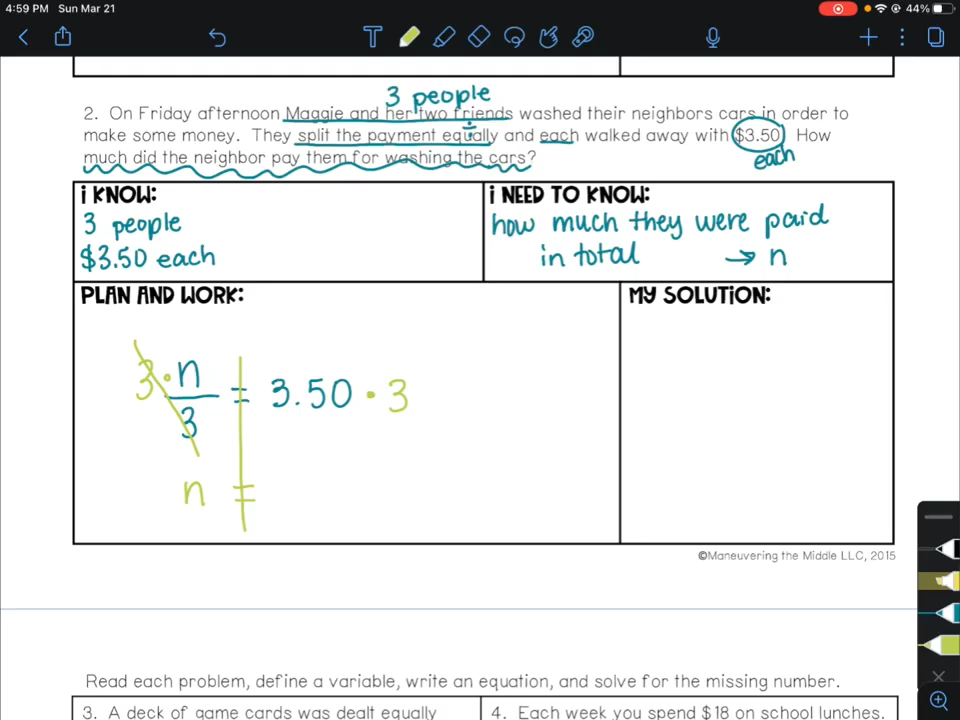 4:59 PM Sun Mar 21
44%
3 people
2. On Friday afternoon Maggie and her two friends washed their neighbors cars in order to
÷
make some money. They split the payment equally and each walked away with $3.50. How
much did the neighbor pay them for washing the cars?
each
I KNOW:
3 people
$3.50 each
I NEED TO KNOW:
how much they were paid
in total → n
PLAN AND WORK:
3 · n/3 = 3.50 · 3
n =
MY SOLUTION:
©Maneuvering the Middle LLC, 2015
Read each problem, define a variable, write an equation, and solve for the missing number.
3. A deck of game cards was dealt equally
4. Each week you spend $18 on school lunches.